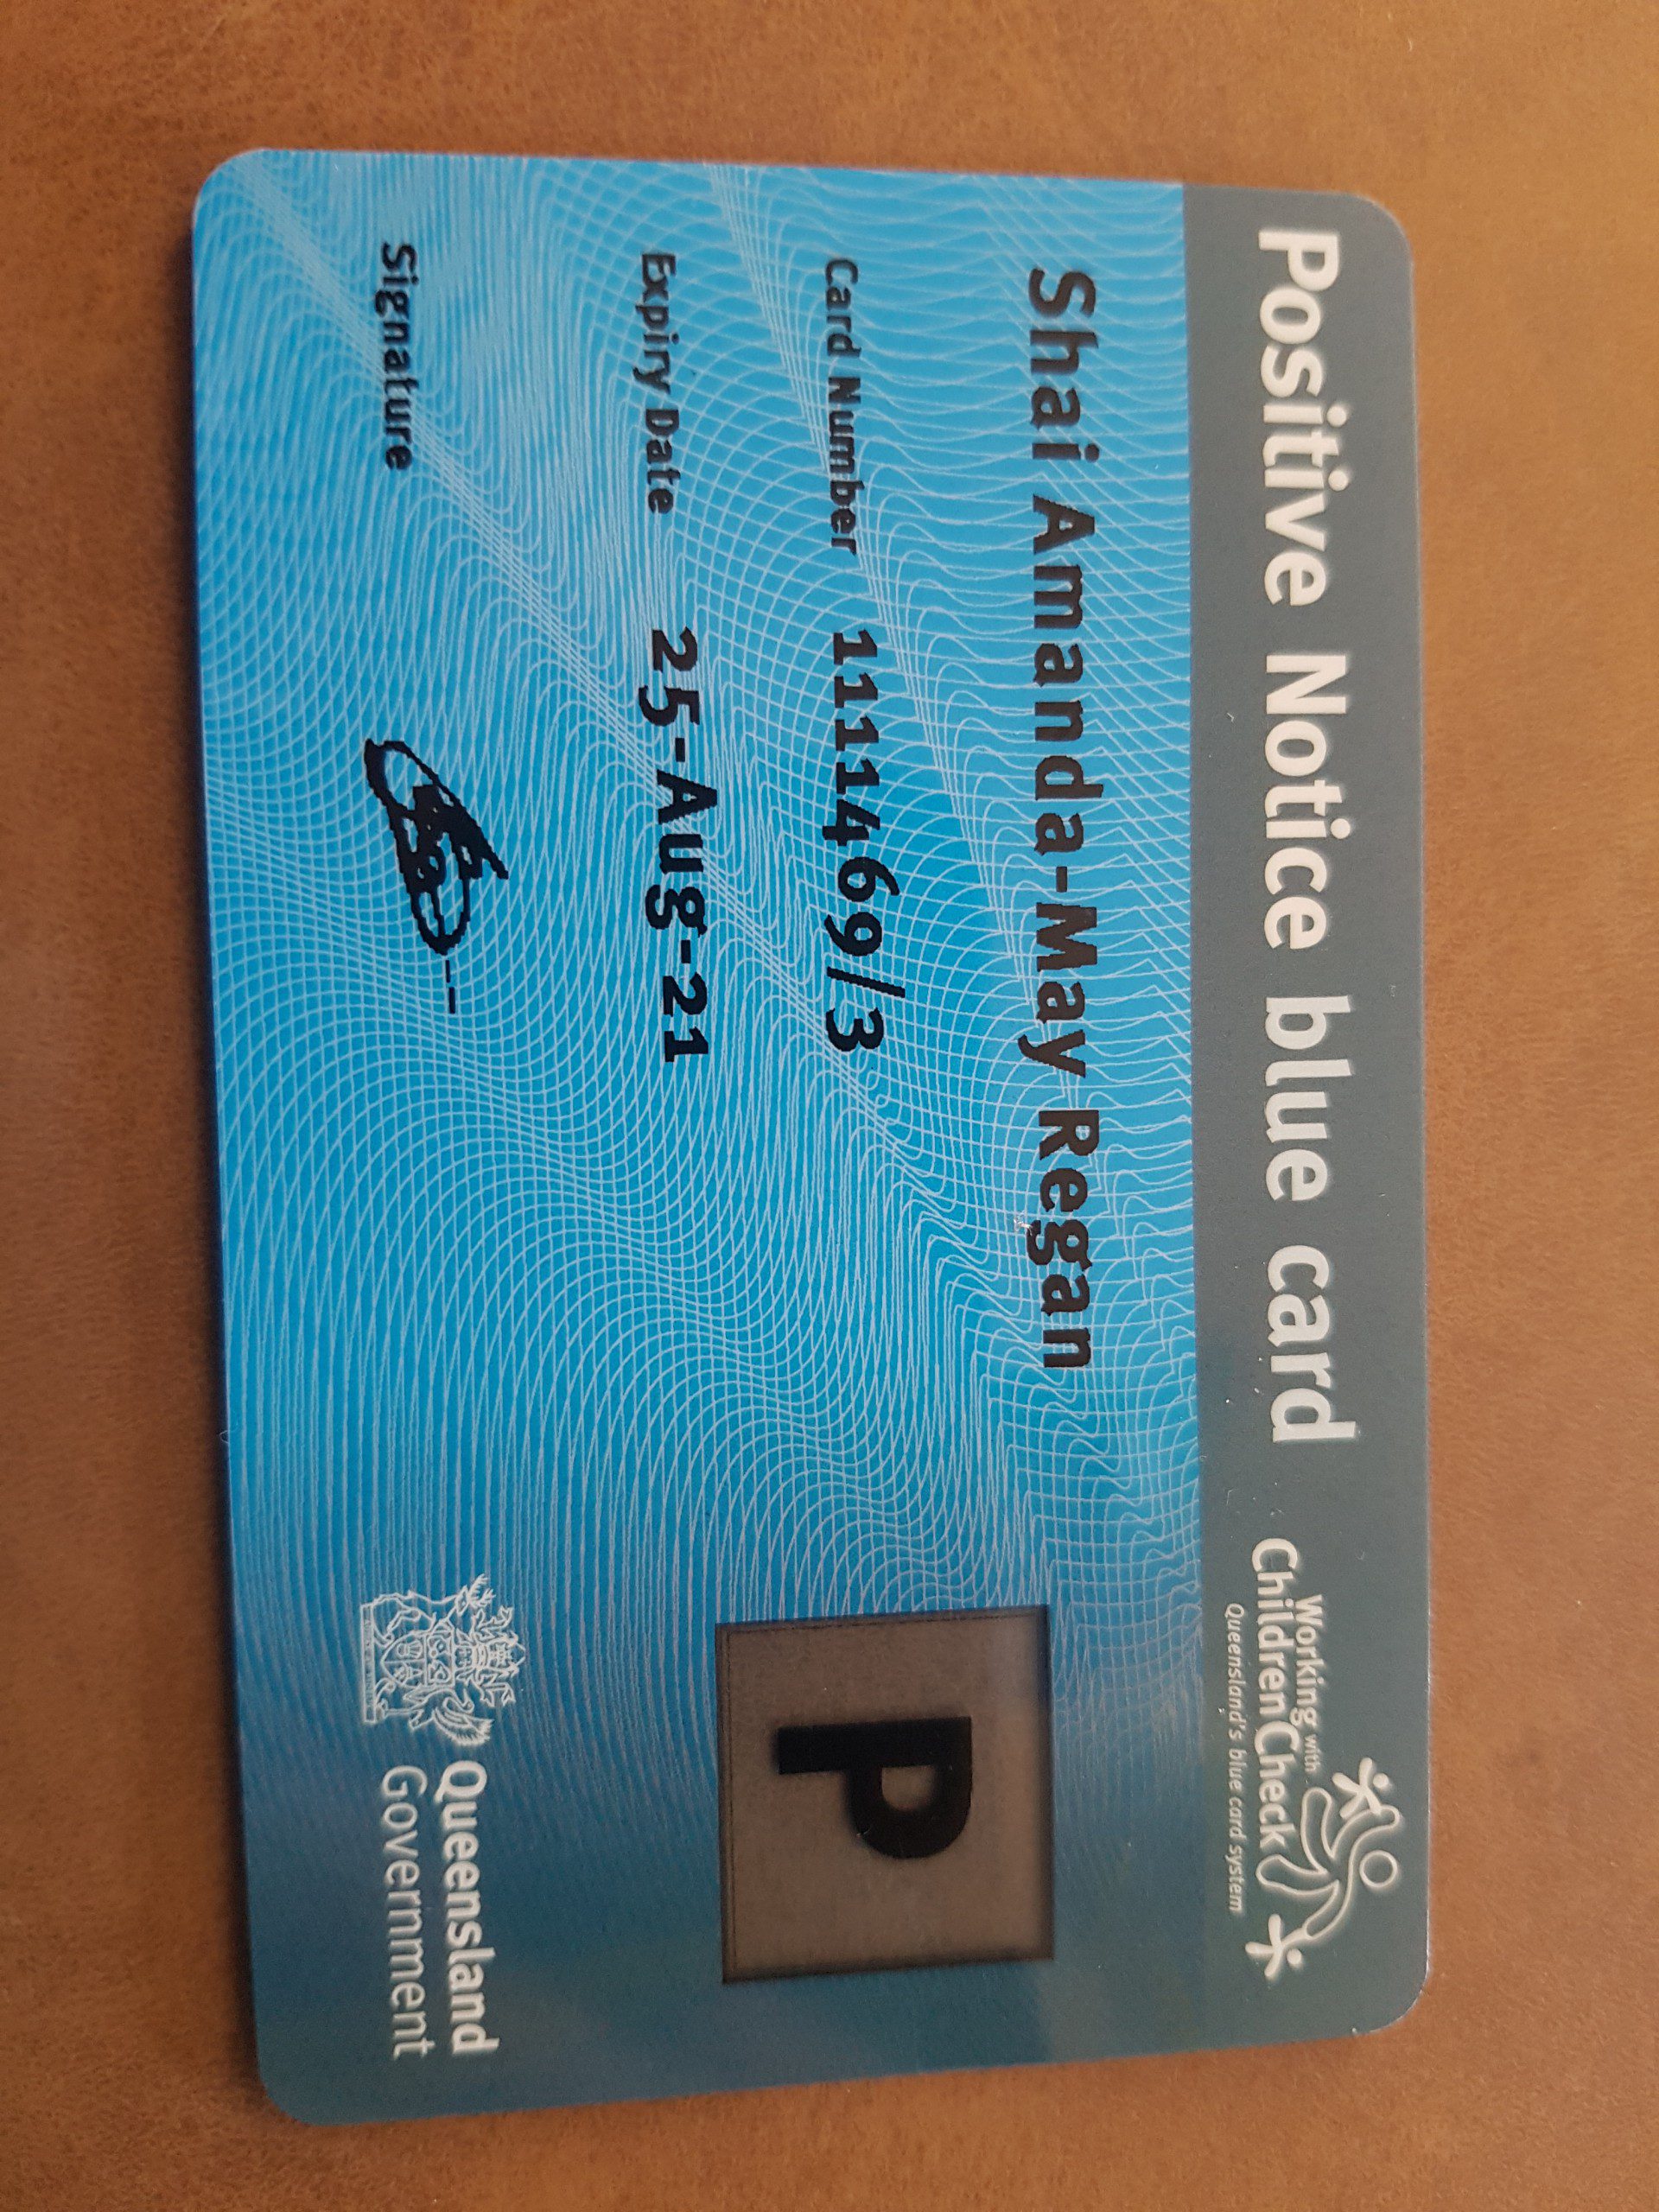 Positive Notice blue card
Working with
Children Check
Queensland's blue card system
Shai Amanda-May Regan
Card Number 1111469/3
Expiry Date 25-Aug-21
P
Signature
Queensland
Government